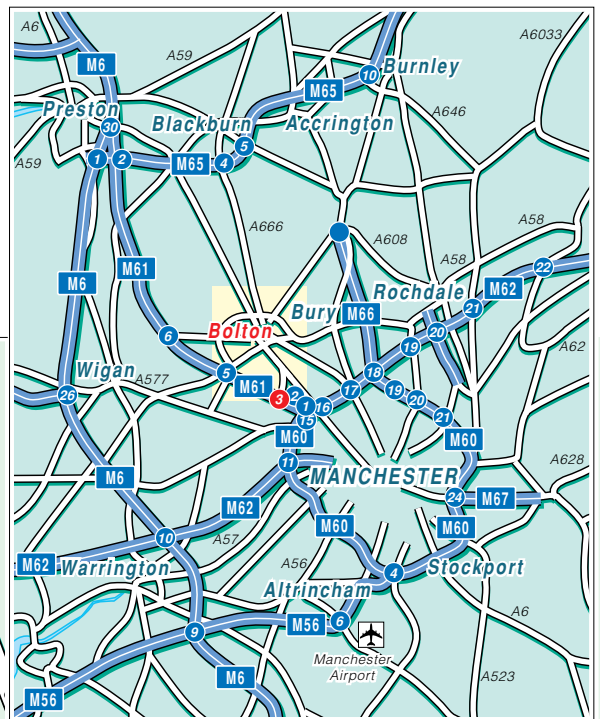 A6
A6033
A59
M6
Burnley
10
M65
Preston
A646
Blackburn
Accrington
30
5
1
2
M65
4
A59
A666
A58
A608
A58
M61
22
M6
Rochdale
M62
Bury
M66
21
Bolton
20
6
19
A62
Wigan
18
A577
5
M61
17
19
26
3
2
1
16
20
15
21
M60
M60
A628
11
MANCHESTER
M6
24
M67
M62
M60
M60
10
A57
A56
M62
Warrington
4
Stockport
Altrincham
A6
6
9
M56
Manchester
Airport
M6
A523
M56